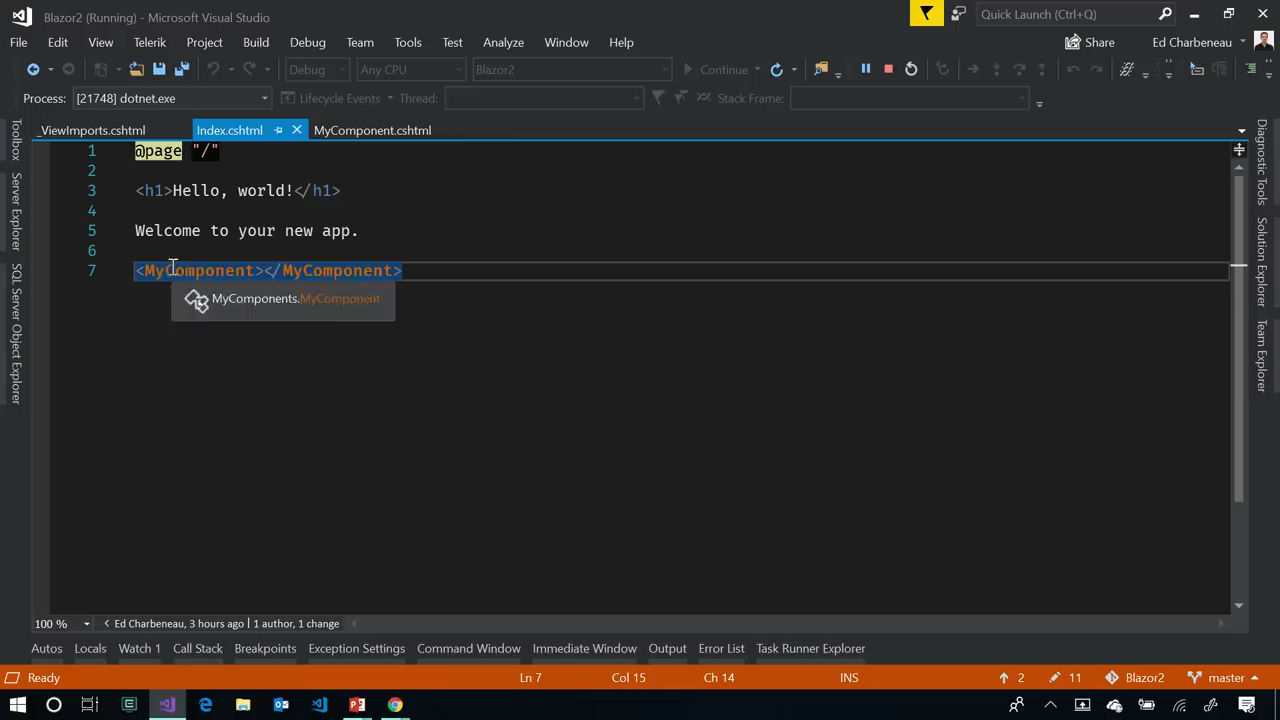 Blazor2 (Running) - Microsoft Visual Studio
Quick Launch (Ctrl+Q)
File Edit View Telerik Project Build Debug Team Tools Test Analyze Window Help
Share Ed Charbeneau
Debug Any CPU Blazor2 Continue
Process: [21748] dotnet.exe Lifecycle Events Thread: Stack Frame:
_ViewImports.cshtml Index.cshtml MyComponent.cshtml
Toolbox
Server Explorer
SQL Server Object Explorer
1 @page "/"
2
3 <h1>Hello, world!</h1>
4
5 Welcome to your new app.
6
7 <MyComponent></MyComponent>
MyComponents.MyComponent
Diagnostic Tools
Solution Explorer
Team Explorer
100 % Ed Charbeneau, 3 hours ago | 1 author, 1 change
Autos Locals Watch 1 Call Stack Breakpoints Exception Settings Command Window Immediate Window Output Error List Task Runner Explorer
Ready Ln 7 Col 15 Ch 14 INS 2 11 Blazor2 master